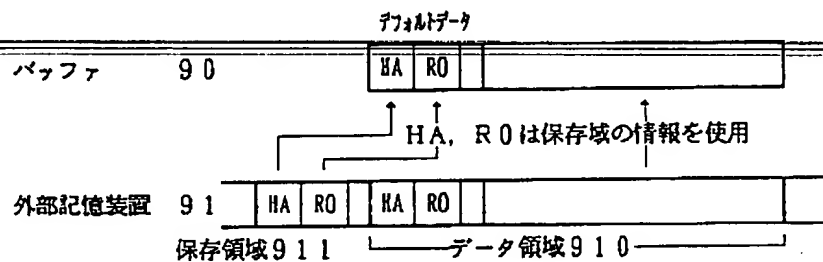 デフォルトデータ
バッファ 90 HA R0
HA, R0は保存域の情報を使用
外部記憶装置 91 HA R0 HA R0
保存領域911 データ領域910